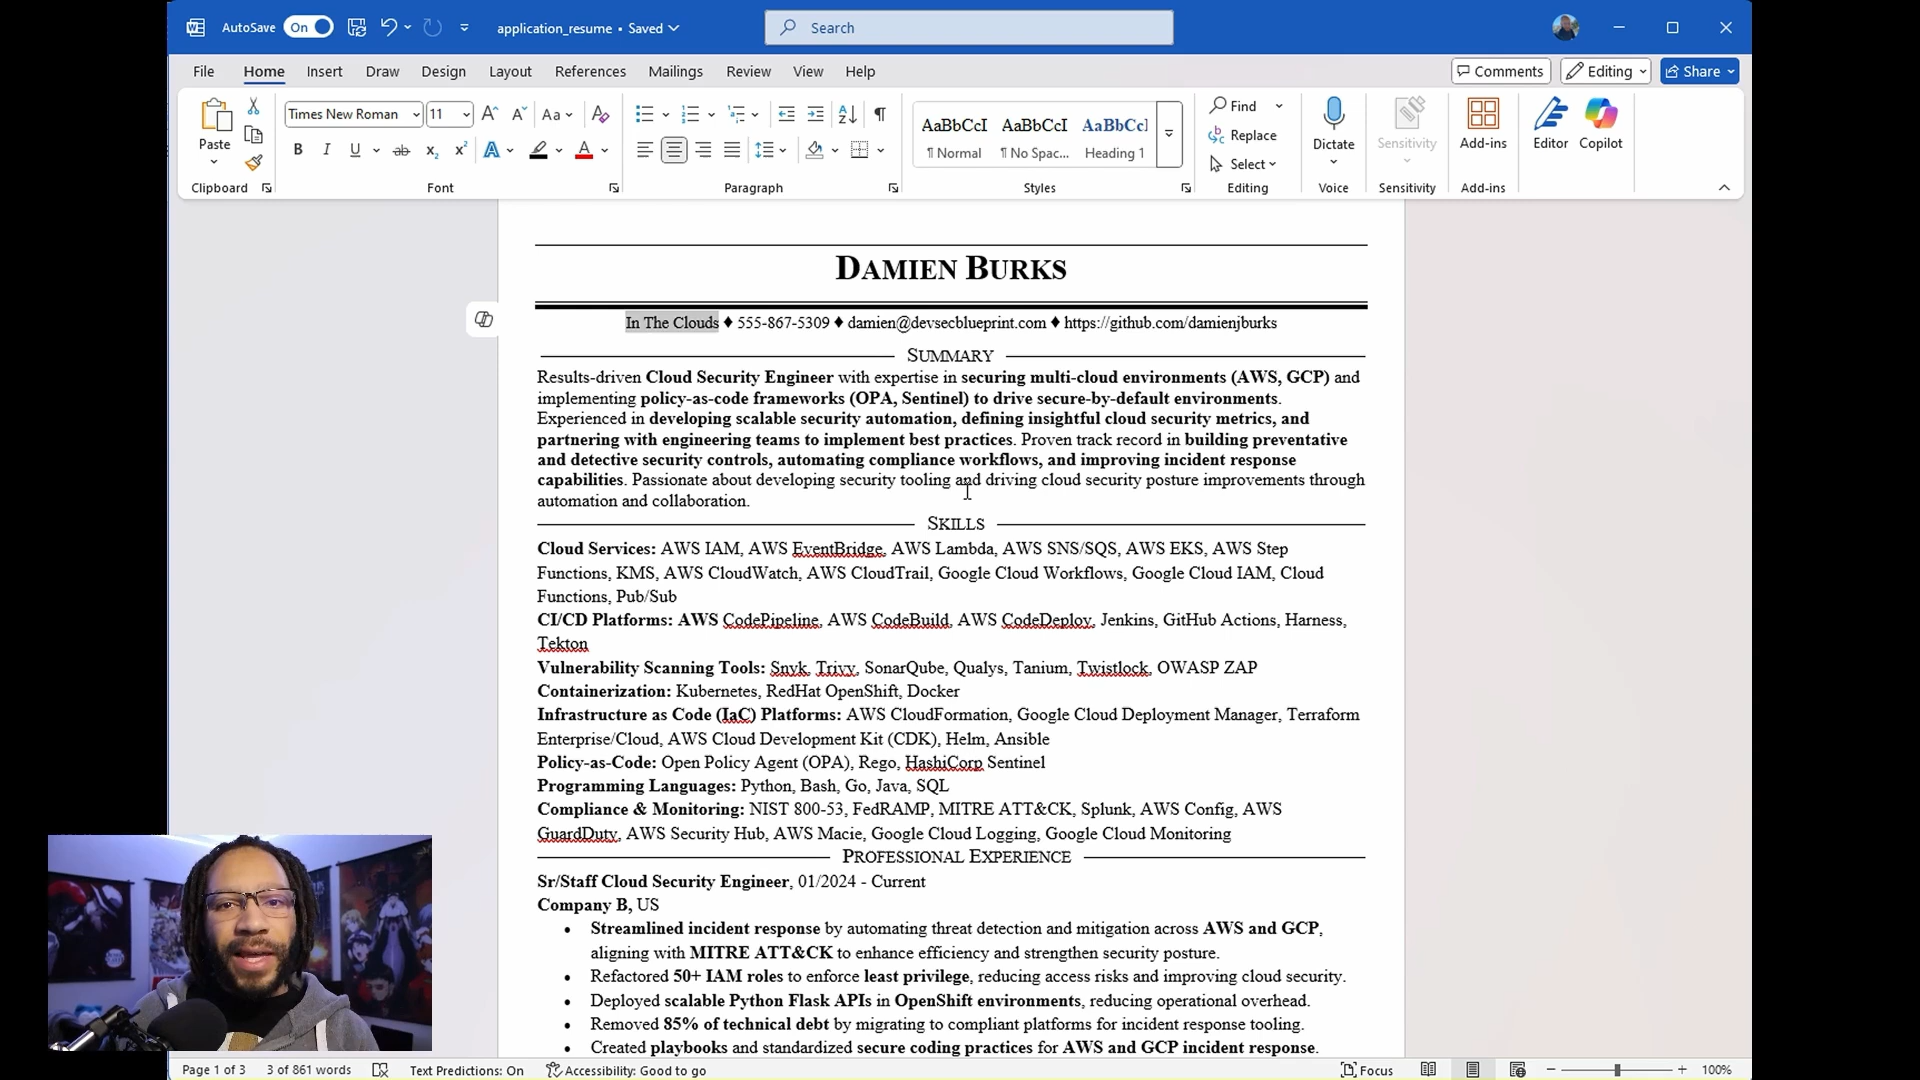 AutoSave On application_resume • Saved Search
File Home Insert Draw Design Layout References Mailings Review View Help Comments Editing Share
Paste Times New Roman 11 Aa AaBbCcI AaBbCcI AaBbCcI Find Replace Select Dictate Sensitivity Add-ins Editor Copilot
B I U ab x₂ x² A A ¶ Normal ¶ No Spac... Heading 1
Clipboard Font Paragraph Styles Editing Voice Sensitivity Add-ins
DAMIEN BURKS
In The Clouds ♦ 555-867-5309 ♦ damien@devsecblueprint.com ♦ https://github.com/damienjburks
SUMMARY
Results-driven Cloud Security Engineer with expertise in securing multi-cloud environments (AWS, GCP) and
implementing policy-as-code frameworks (OPA, Sentinel) to drive secure-by-default environments.
Experienced in developing scalable security automation, defining insightful cloud security metrics, and
partnering with engineering teams to implement best practices. Proven track record in building preventative
and detective security controls, automating compliance workflows, and improving incident response
capabilities. Passionate about developing security tooling and driving cloud security posture improvements through
automation and collaboration.
SKILLS
Cloud Services: AWS IAM, AWS EventBridge, AWS Lambda, AWS SNS/SQS, AWS EKS, AWS Step
Functions, KMS, AWS CloudWatch, AWS CloudTrail, Google Cloud Workflows, Google Cloud IAM, Cloud
Functions, Pub/Sub
CI/CD Platforms: AWS CodePipeline, AWS CodeBuild, AWS CodeDeploy, Jenkins, GitHub Actions, Harness,
Tekton
Vulnerability Scanning Tools: Snyk, Trivy, SonarQube, Qualys, Tanium, Twistlock, OWASP ZAP
Containerization: Kubernetes, RedHat OpenShift, Docker
Infrastructure as Code (IaC) Platforms: AWS CloudFormation, Google Cloud Deployment Manager, Terraform
Enterprise/Cloud, AWS Cloud Development Kit (CDK), Helm, Ansible
Policy-as-Code: Open Policy Agent (OPA), Rego, HashiCorp Sentinel
Programming Languages: Python, Bash, Go, Java, SQL
Compliance & Monitoring: NIST 800-53, FedRAMP, MITRE ATT&CK, Splunk, AWS Config, AWS
GuardDuty, AWS Security Hub, AWS Macie, Google Cloud Logging, Google Cloud Monitoring
PROFESSIONAL EXPERIENCE
Sr/Staff Cloud Security Engineer, 01/2024 - Current
Company B, US
• Streamlined incident response by automating threat detection and mitigation across AWS and GCP,
aligning with MITRE ATT&CK to enhance efficiency and strengthen security posture.
• Refactored 50+ IAM roles to enforce least privilege, reducing access risks and improving cloud security.
• Deployed scalable Python Flask APIs in OpenShift environments, reducing operational overhead.
• Removed 85% of technical debt by migrating to compliant platforms for incident response tooling.
• Created playbooks and standardized secure coding practices for AWS and GCP incident response.
Page 1 of 3 3 of 861 words Text Predictions: On Accessibility: Good to go Focus 100%